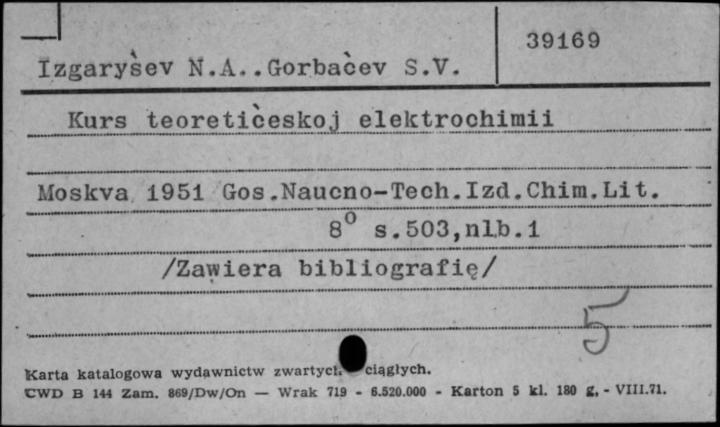 39169
Izgaryšev N.A..Gorbačev S.V.
Kurs teoretičeskoj elektrochimii
Moskva 1951 Gos.Naucno-Tech.Izd.Chim.Lit.
8° s.503,nlb.1
/Zawiera bibliografię/
5
Karta katalogowa wydawnictw zwartych ciągłych.
CWD B 144 Zam. 869/Dw/On — Wrak 719 - 6.520.000 - Karton 5 kl. 180 g. - VIII.71.